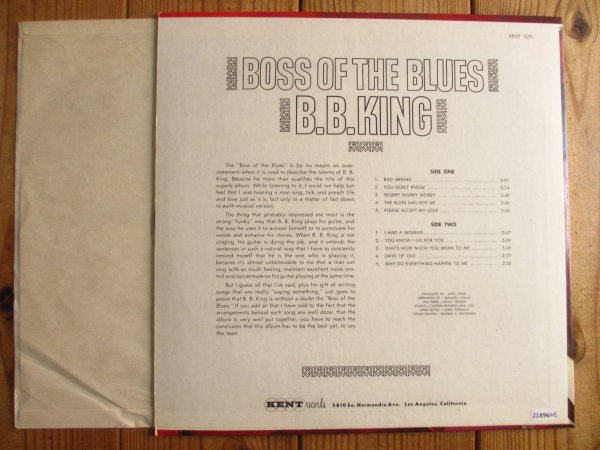 KENT 529
BOSS OF THE BLUES
B.B. KING
The "Boss of the Blues" is by no means an over-
statement when it is used to describe the talents of B. B.
King. Because he more than qualifies the title of this
superb album. While listening to it, I could not help but
feel that I was hearing a man sing, talk and preach life
and love just as it is, but only in a matter of fact down
to earth musical version.
The thing that probably impressed me most is the
strong "funky" way that B. B. King plays his guitar, and
the way he uses it to answer himself or to punctuate his
words and enhance his stories. When B. B. King is not
singing, his guitar is doing the job, and it extends the
sentences in such a natural way that I have to constantly
remind myself that he is the one who is playing it,
because it's almost unbelievable to me that a man can
sing with so much feeling, maintain excellent voice con-
trol and concentrate on his guitar playing at the same time.
But I guess all that I've said, plus his gift of writing
songs that are really "saying something," just goes to
prove that B. B. King is without a doubt the "Boss of the
Blues." If you add all that I have said to the fact that the
arrangements behind each song are well done, that the
album is very well put together, you have to reach the
conclusion that this album has to be the best yet, to say
the least.
SIDE ONE
1. BAD BREAKS
2. YOU DON'T KNOW 2:24
3. WORRY WORRY WORRY
4. THE BLUES HAS GOT ME 2:42
5. PLEASE ACCEPT MY LOVE 2:32
SIDE TWO
1. I HAD A WOMAN 2:47
2. YOU KNOW I GO FOR YOU
3. THAT'S HOW MUCH YOU MEAN TO ME
4. DAYS OF OLD
5. WHY DO EVERYTHING HAPPEN TO ME
KENT records 5810 So. Normandie Ave. Los Angeles, California